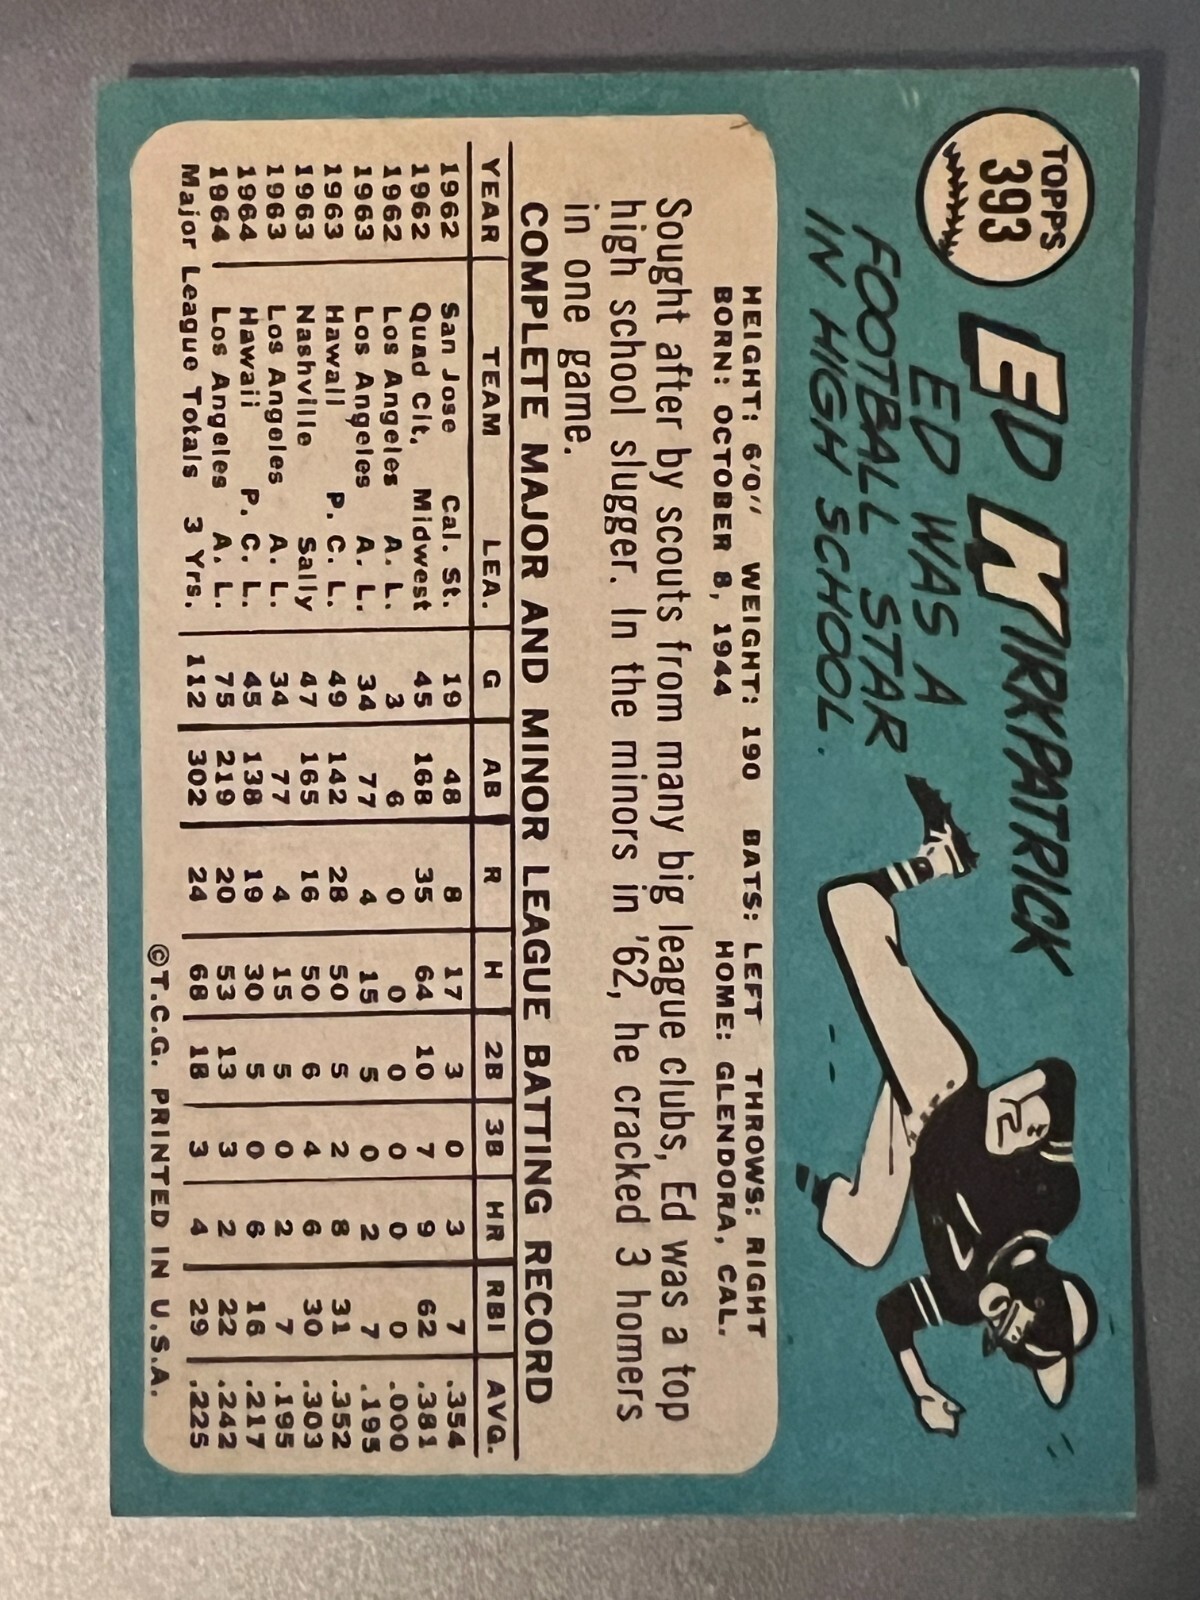 TOPPS
393
ED KIRKPATRICK
ED WAS A
FOOTBALL STAR
IN HIGH SCHOOL.
HEIGHT: 6'0" WEIGHT: 190 BATS: LEFT THROWS: RIGHT
BORN: OCTOBER 8, 1944 HOME: GLENDORA, CAL.
Sought after by scouts from many big league clubs, Ed was a top
high school slugger. In the minors in '62, he cracked 3 homers
in one game.
COMPLETE MAJOR AND MINOR LEAGUE BATTING RECORD
YEAR TEAM LEA. G AB R H 2B 3B HR RBI AVG.
1962 San Jose Cal. St. 19 48 8 17 3 0 3 7 .354
1962 Quad Cit. Midwest 45 168 35 64 10 7 9 62 .381
1962 Los Angeles A. L. 3 6 0 0 0 0 0 0 .000
1963 Los Angeles A. L. 34 77 4 15 5 0 2 7 .195
1963 Hawaii P. C. L. 49 142 28 50 5 2 8 31 .352
1963 Nashville Sally 47 165 16 50 6 4 6 30 .303
1963 Los Angeles A. L. 34 77 4 15 5 0 2 7 .195
1964 Hawaii P. C. L. 45 138 19 30 5 0 6 16 .217
1964 Los Angeles A. L. 75 219 20 53 13 3 2 22 .242
Major League Totals 3 Yrs. 112 302 24 68 18 3 4 29 .225
©T.C.G. PRINTED IN U.S.A.